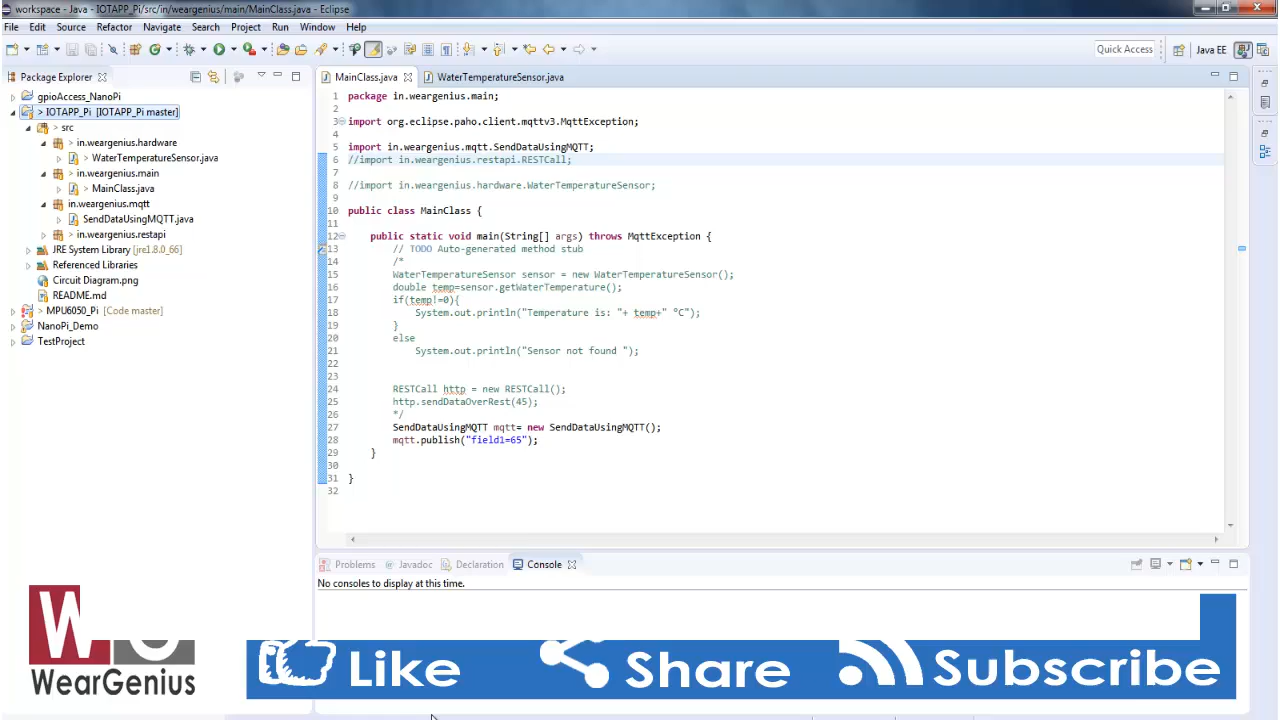 workspace - Java - IOTAPP_Pi/src/in/weargenius/main/MainClass.java - Eclipse
File Edit Source Refactor Navigate Search Project Run Window Help
Quick Access
Java EE
Package Explorer
gpioAccess_NanoPi
> IOTAPP_Pi [IOTAPP_Pi master]
> src
> in.weargenius.hardware
> WaterTemperatureSensor.java
> in.weargenius.main
> MainClass.java
in.weargenius.mqtt
SendDataUsingMQTT.java
> in.weargenius.restapi
JRE System Library [jre1.8.0_66]
Referenced Libraries
Circuit Diagram.png
README.md
> MPU6050_Pi [Code master]
NanoPi_Demo
TestProject
MainClass.java
WaterTemperatureSensor.java
1 package in.weargenius.main;
2
3 import org.eclipse.paho.client.mqttv3.MqttException;
4
5 import in.weargenius.mqtt.SendDataUsingMQTT;
6 //import in.weargenius.restapi.RESTCall;
7
8 //import in.weargenius.hardware.WaterTemperatureSensor;
9
10 public class MainClass {
11
12 public static void main(String[] args) throws MqttException {
13 // TODO Auto-generated method stub
14 /*
15 WaterTemperatureSensor sensor = new WaterTemperatureSensor();
16 double temp=sensor.getWaterTemperature();
17 if(temp!=0){
18 System.out.println("Temperature is: "+ temp+" °C");
19 }
20 else
21 System.out.println("Sensor not found ");
22
23
24 RESTCall http = new RESTCall();
25 http.sendDataOverRest(45);
26 */
27 SendDataUsingMQTT mqtt= new SendDataUsingMQTT();
28 mqtt.publish("field1=65");
29 }
30
31 }
32
Problems Javadoc Declaration Console
No consoles to display at this time.
WearGenius
Like
Share
Subscribe